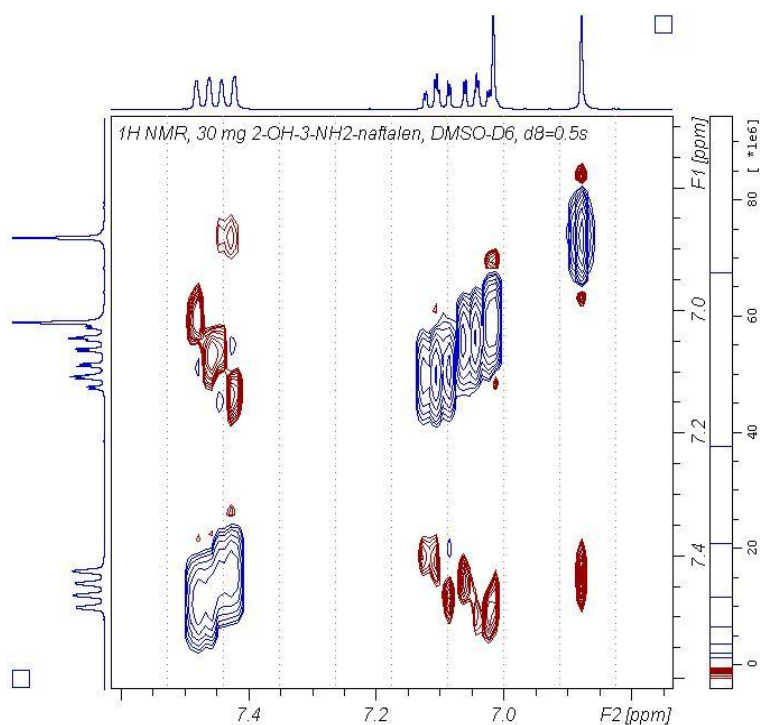 1H NMR, 30 mg 2-OH-3-NH2-naftalen, DMSO-D6, d8=0.5s
F1 [ppm]
7.0
7.2
7.4
7.4
7.2
7.0
F2 [ppm]
[ *1e6]
80
60
40
20
0